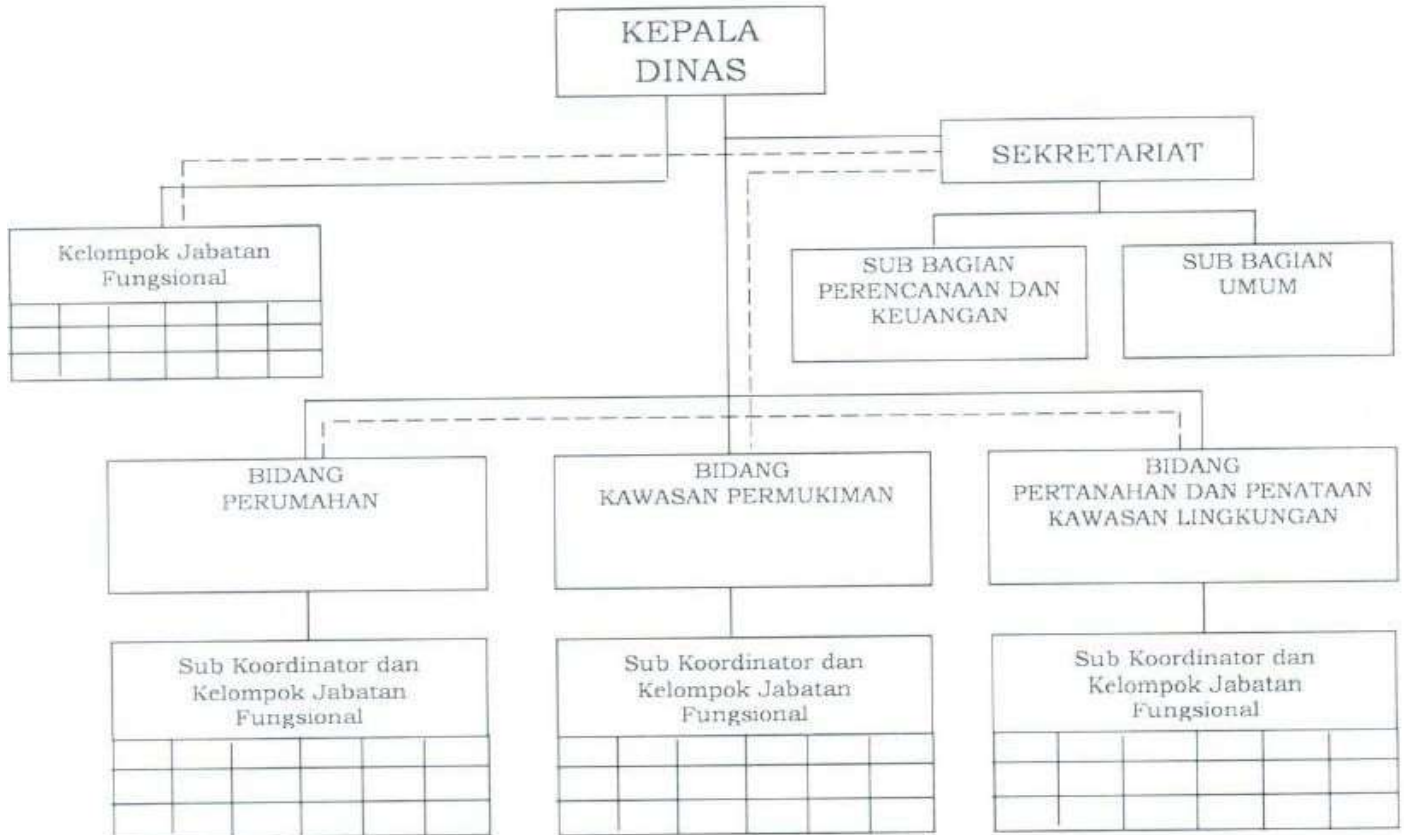 KEPALA
DINAS
SEKRETARIAT
Kelompok Jabatan
Fungsional
SUB BAGIAN
PERENCANAAN DAN
KEUANGAN
SUB BAGIAN
UMUM
BIDANG
PERUMAHAN
BIDANG
KAWASAN PERMUKIMAN
BIDANG
PERTANAHAN DAN PENATAAN
KAWASAN LINGKUNGAN
Sub Koordinator dan
Kelompok Jabatan
Fungsional
Sub Koordinator dan
Kelompok Jabatan
Fungsional
Sub Koordinator dan
Kelompok Jabatan
Fungsional